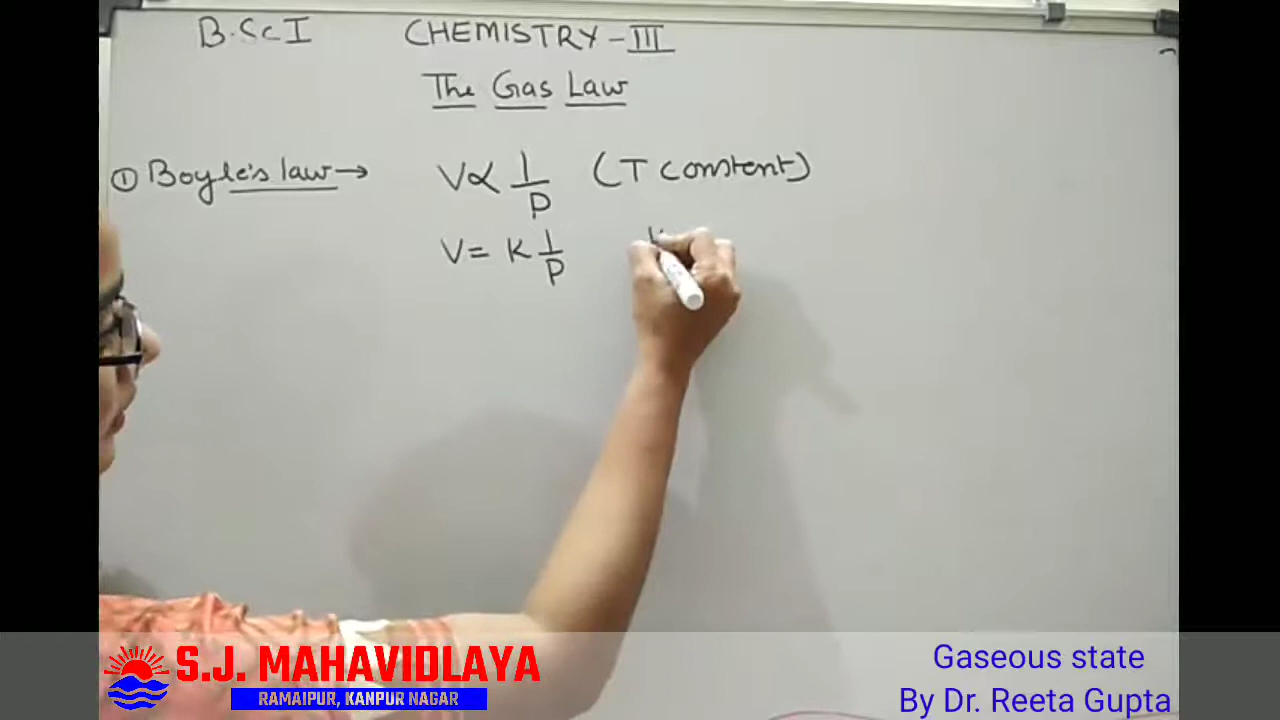 B.Sc I CHEMISTRY - III
The Gas Law
① Boyle's law → V ∝ 1/P (T constent)
V = K 1/P
S.J. MAHAVIDLAYA
RAMAIPUR, KANPUR NAGAR
Gaseous state
By Dr. Reeta Gupta